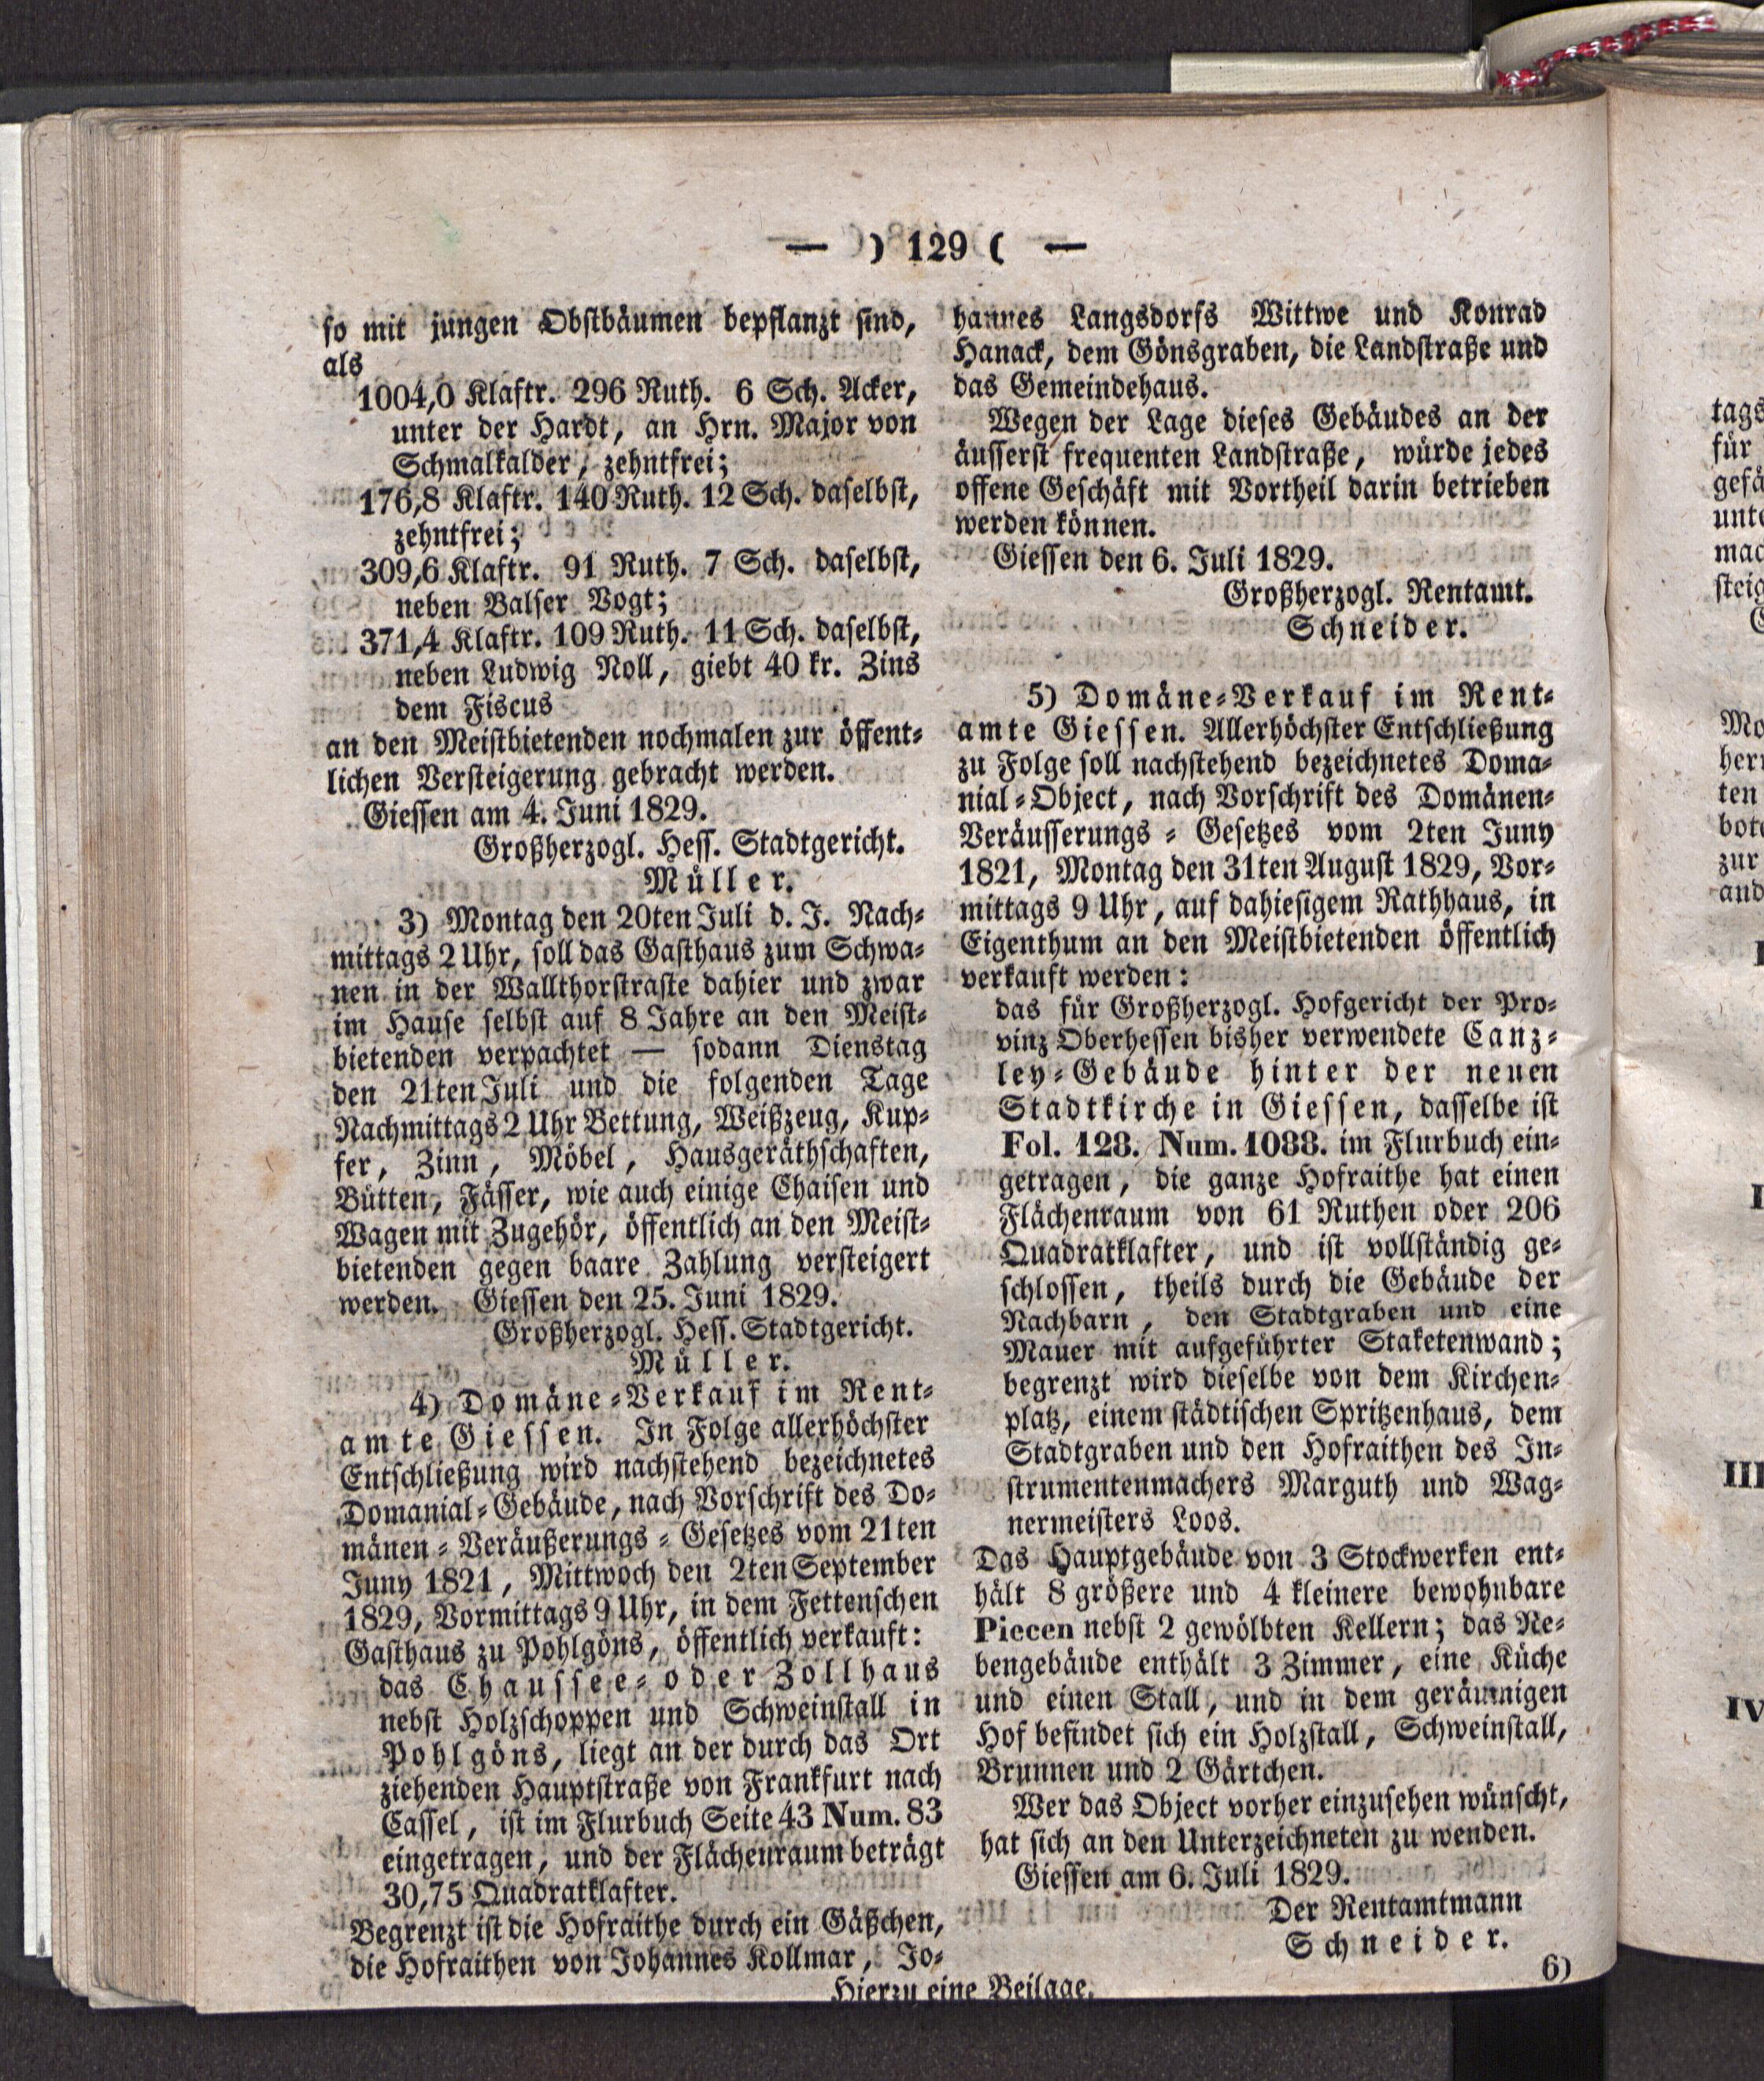 — ) 129 ( —
so mit jungen Obstbäumen bepflanzt sind,
als
1004,0 Klaftr. 296 Ruth. 6 Sch. Acker,
unter der Hardt, an Hrn. Major von
Schmalkalder, zehntfrei;
176,8 Klaftr. 140 Ruth. 12 Sch. daselbst,
zehntfrei;
309,6 Klaftr. 91 Ruth. 7 Sch. daselbst,
neben Balser Vogt;
371,4 Klaftr. 109 Ruth. 11 Sch. daselbst,
neben Ludwig Noll, giebt 40 kr. Zins
dem Fiscus
an den Meistbietenden nochmalen zur öffent-
lichen Versteigerung gebracht werden.
Giessen am 4. Juni 1829.
Großherzogl. Hess. Stadtgericht.
Müller.
3) Montag den 20ten Juli d. J. Nach-
mittags 2 Uhr, soll das Gasthaus zum Schwa-
nen in der Wallthorstraste dahier und zwar
im Hause selbst auf 8 Jahre an den Meist-
bietenden verpachtet — sodann Dienstag
den 21ten Juli und die folgenden Tage
Nachmittags 2 Uhr Bettung, Weißzeug, Kup-
fer, Zinn, Möbel, Hausgeräthschaften,
Bütten, Fässer, wie auch einige Chaisen und
Wagen mit Zugehör, öffentlich an den Meist-
bietenden gegen baare Zahlung versteigert
werden. Giessen den 25. Juni 1829.
Großherzogl. Hess. Stadtgericht.
Müller.
4) Domäne-Verkauf im Rent-
amte Giessen. In Folge allerhöchster
Entschließung wird nachstehend bezeichnetes
Domanial-Gebäude, nach Vorschrift des Do-
mänen-Veräußerungs-Gesetzes vom 21ten
Juny 1821, Mittwoch den 2ten September
1829, Vormittags 9 Uhr, in dem Fettenschen
Gasthaus zu Pohlgöns, öffentlich verkauft:
das Chaussee- oder Zollhaus
nebst Holzschoppen und Schweinstall in
Pohlgöns, liegt an der durch das Ort
ziehenden Hauptstraße von Frankfurt nach
Cassel, ist im Flurbuch Seite 43 Num. 83
eingetragen, und der Flächenraum beträgt
30,75 Quadratklafter.
Begrenzt ist die Hofraithe durch ein Gäßchen,
die Hofraithen von Johannes Kollmar, Jo-
hannes Langsdorfs Wittwe und Konrad
Hanack, dem Gönsgraben, die Landstraße und
das Gemeindehaus.
Wegen der Lage dieses Gebäudes an der
äusserst frequenten Landstraße, würde jedes
offene Geschäft mit Vortheil darin betrieben
werden können.
Giessen den 6. Juli 1829.
Großherzogl. Rentamt.
Schneider.
5) Domäne-Verkauf im Rent-
amte Giessen. Allerhöchster Entschließung
zu Folge soll nachstehend bezeichnetes Doma-
nial-Object, nach Vorschrift des Domänen-
Veräusserungs-Gesetzes vom 2ten Juny
1821, Montag den 31ten August 1829, Vor-
mittags 9 Uhr, auf dahiesigem Rathhaus, in
Eigenthum an den Meistbietenden öffentlich
verkauft werden:
das für Großherzogl. Hofgericht der Pro-
vinz Oberhessen bisher verwendete Canz-
ley-Gebäude hinter der neuen
Stadtkirche in Giessen, dasselbe ist
Fol. 128. Num. 1088. im Flurbuch ein-
getragen, die ganze Hofraithe hat einen
Flächenraum von 61 Ruthen oder 206
Quadratklafter, und ist vollständig ge-
schlossen, theils durch die Gebäude der
Nachbarn, den Stadtgraben und eine
Mauer mit aufgeführter Staketenwand;
begrenzt wird dieselbe von dem Kirchen-
platz, einem städtischen Spritzenhaus, dem
Stadtgraben und den Hofraithen des In-
strumentenmachers Marguth und Wag-
nermeisters Loos.
Das Hauptgebäude von 3 Stockwerken ent-
hält 8 größere und 4 kleinere bewohnbare
Piecen nebst 2 gewölbten Kellern; das Ne-
bengebäude enthält 3 Zimmer, eine Küche
und einen Stall, und in dem geräumigen
Hof befindet sich ein Holzstall, Schweinstall,
Brunnen und 2 Gärtchen.
Wer das Object vorher einzusehen wünscht,
hat sich an den Unterzeichneten zu wenden.
Giessen am 6. Juli 1829.
Der Rentamtmann
Schneider.
6)
Hierzu eine Beilage.
tags
für
gefä
unte
mac
steig
Mo
ten
bote
zur
and
III
IV